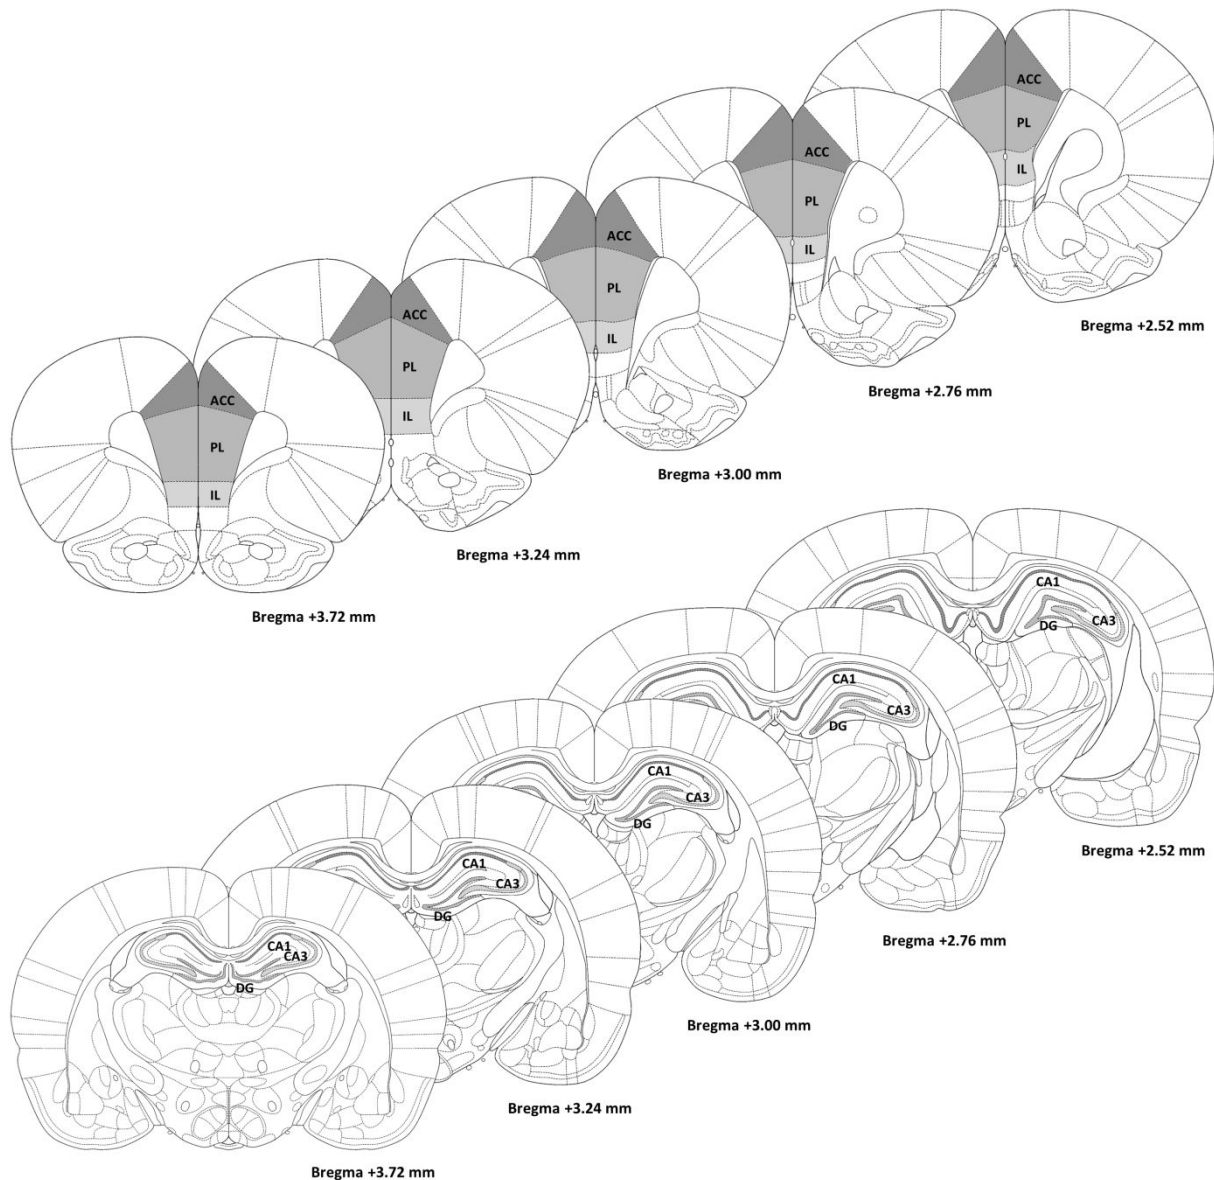 ACC
PL
IL
Bregma +2.52 mm
ACC
PL
IL
Bregma +2.76 mm
ACC
PL
IL
Bregma +3.00 mm
ACC
PL
IL
Bregma +3.24 mm
ACC
PL
IL
Bregma +3.72 mm
CA1
CA3
DG
Bregma +2.52 mm
CA1
CA3
DG
Bregma +2.76 mm
CA1
CA3
DG
Bregma +3.00 mm
CA1
CA3
DG
Bregma +3.24 mm
CA1
CA3
DG
Bregma +3.72 mm